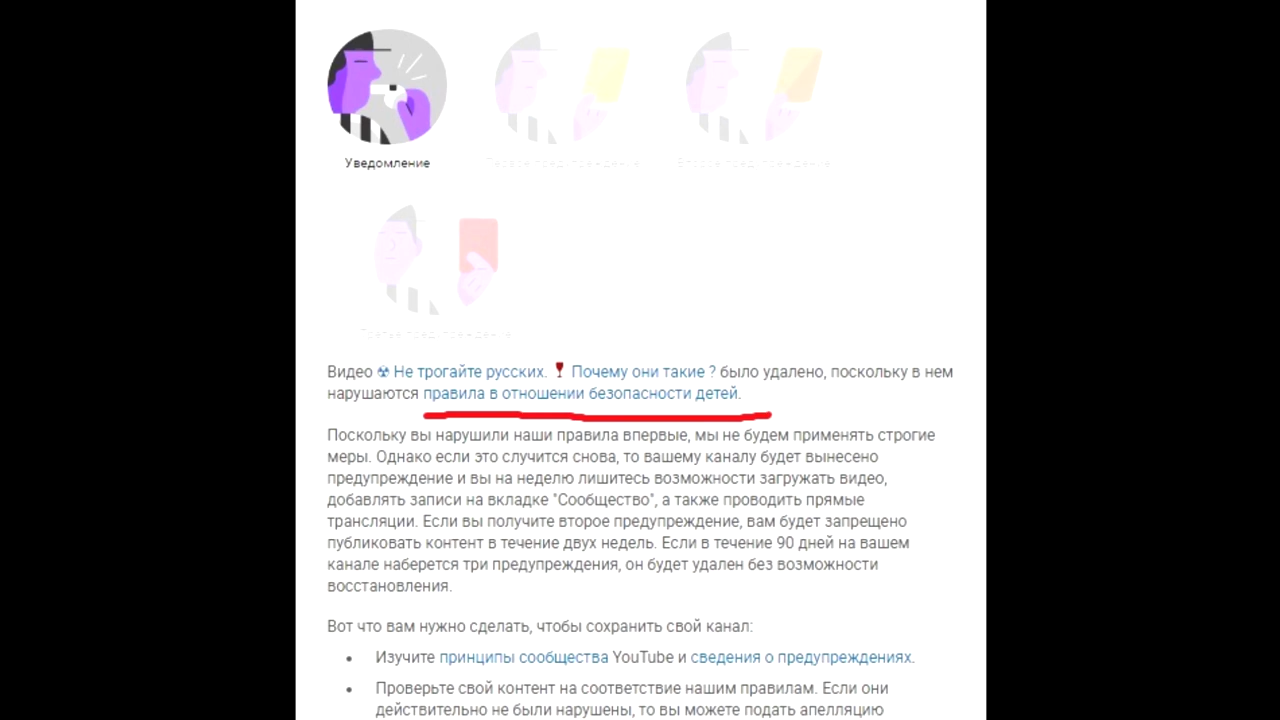 Уведомление
Первое предупреждение
Второе предупреждение
Третье предупреждение
Видео ☢ Не трогайте русских. 🍷 Почему они такие ? было удалено, поскольку в нем
нарушаются правила в отношении безопасности детей.
Поскольку вы нарушили наши правила впервые, мы не будем применять строгие
меры. Однако если это случится снова, то вашему каналу будет вынесено
предупреждение и вы на неделю лишитесь возможности загружать видео,
добавлять записи на вкладке "Сообщество", а также проводить прямые
трансляции. Если вы получите второе предупреждение, вам будет запрещено
публиковать контент в течение двух недель. Если в течение 90 дней на вашем
канале наберется три предупреждения, он будет удален без возможности
восстановления.
Вот что вам нужно сделать, чтобы сохранить свой канал:
• Изучите принципы сообщества YouTube и сведения о предупреждениях.
• Проверьте свой контент на соответствие нашим правилам. Если они
действительно не были нарушены, то вы можете подать апелляцию